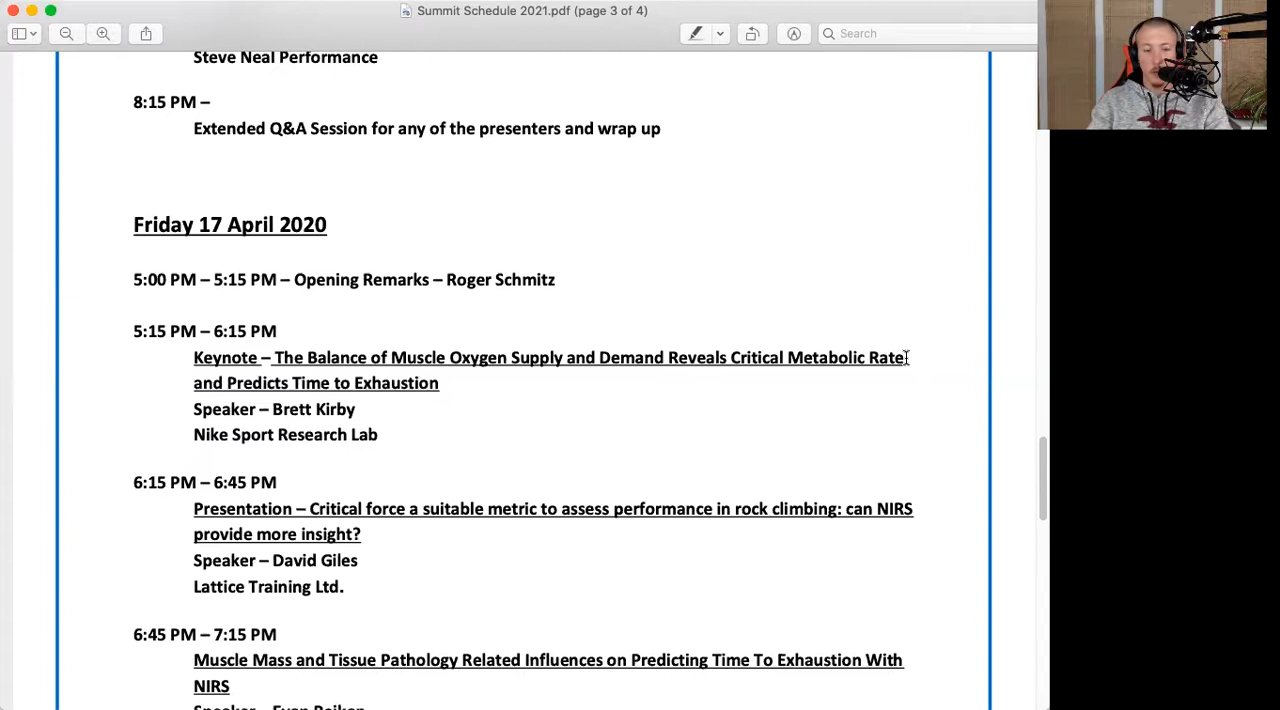 Summit Schedule 2021.pdf (page 3 of 4)
Search
Steve Neal Performance
8:15 PM –
Extended Q&A Session for any of the presenters and wrap up
Friday 17 April 2020
5:00 PM – 5:15 PM – Opening Remarks – Roger Schmitz
5:15 PM – 6:15 PM
Keynote – The Balance of Muscle Oxygen Supply and Demand Reveals Critical Metabolic Rate
and Predicts Time to Exhaustion
Speaker – Brett Kirby
Nike Sport Research Lab
6:15 PM – 6:45 PM
Presentation – Critical force a suitable metric to assess performance in rock climbing: can NIRS
provide more insight?
Speaker – David Giles
Lattice Training Ltd.
6:45 PM – 7:15 PM
Muscle Mass and Tissue Pathology Related Influences on Predicting Time To Exhaustion With
NIRS
Speaker – Evan Peikon